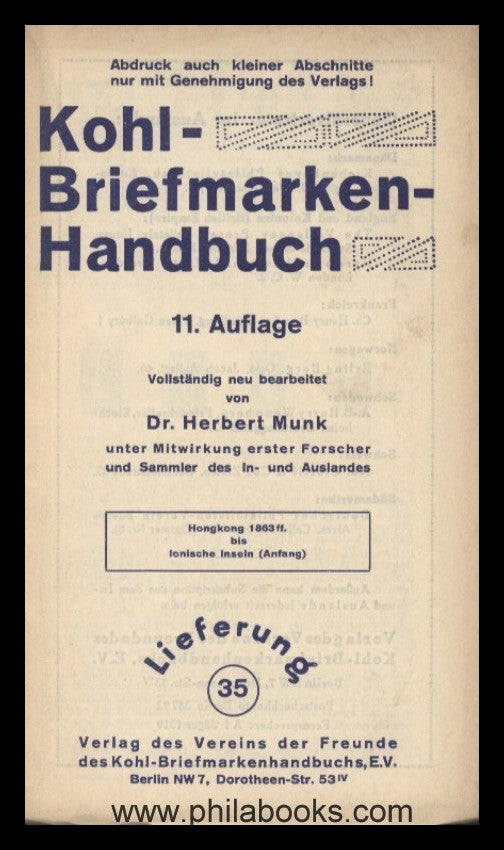 Abdruck auch kleiner Abschnitte
nur mit Genehmigung des Verlags!
Kohl-
Briefmarken-
Handbuch
11. Auflage
Vollständig neu bearbeitet
von
Dr. Herbert Munk
unter Mitwirkung erster Forscher
und Sammler des In- und Auslandes
Hongkong 1863 ff.
bis
Ionische Inseln (Anfang)
Lieferung
35
Verlag des Vereins der Freunde
des Kohl-Briefmarkenhandbuchs, E.V.
Berlin NW 7, Dorotheen-Str. 53 IV
www.philabooks.com